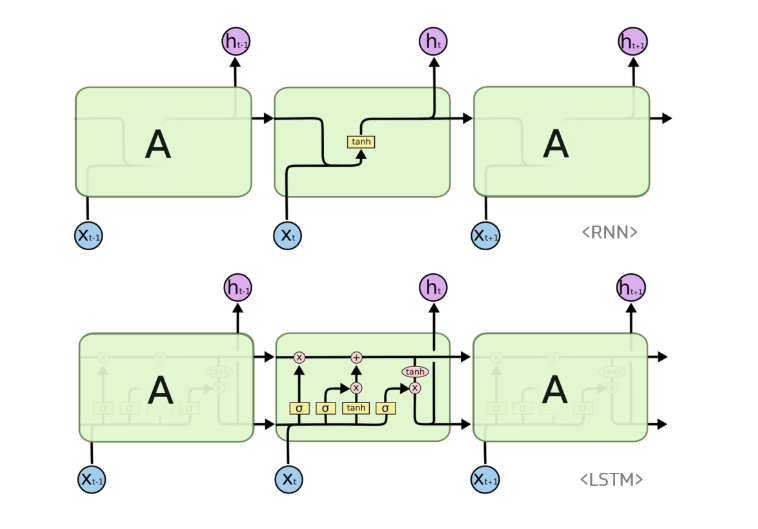 ht-1 ht ht+1
A tanh A
Xt-1 Xt Xt+1
<RNN>
ht-1 ht ht+1
x + tanh
x x
A σ σ tanh σ A
Xt-1 Xt Xt+1
<LSTM>